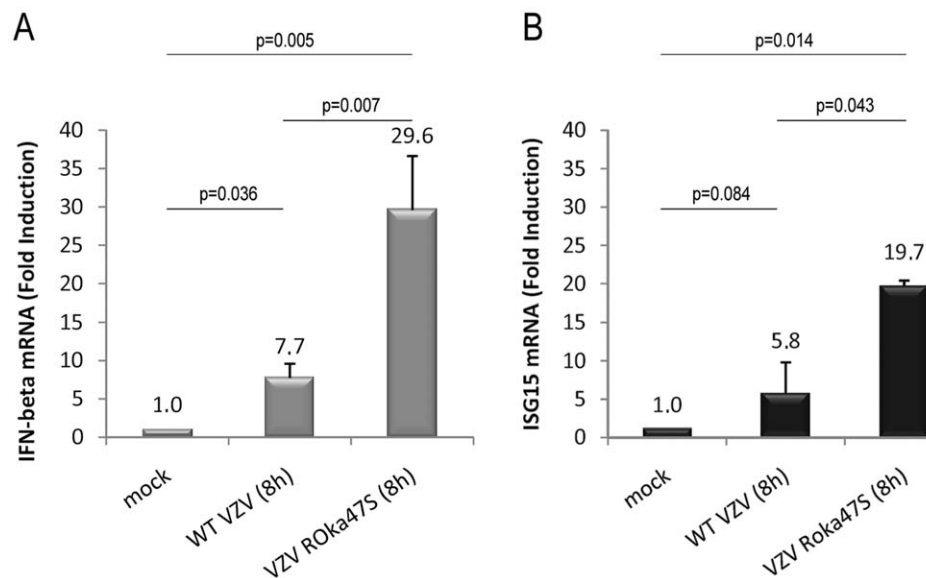 A
p=0.005
p=0.007
p=0.036
IFN-beta mRNA (Fold Induction)
40
35
30
25
20
15
10
5
0
1.0
7.7
29.6
mock
WT VZV (8h)
VZV ROka47S (8h)
B
p=0.014
p=0.043
p=0.084
ISG15 mRNA (Fold Induction)
40
35
30
25
20
15
10
5
0
1.0
5.8
19.7
mock
WT VZV (8h)
VZV Roka47S (8h)